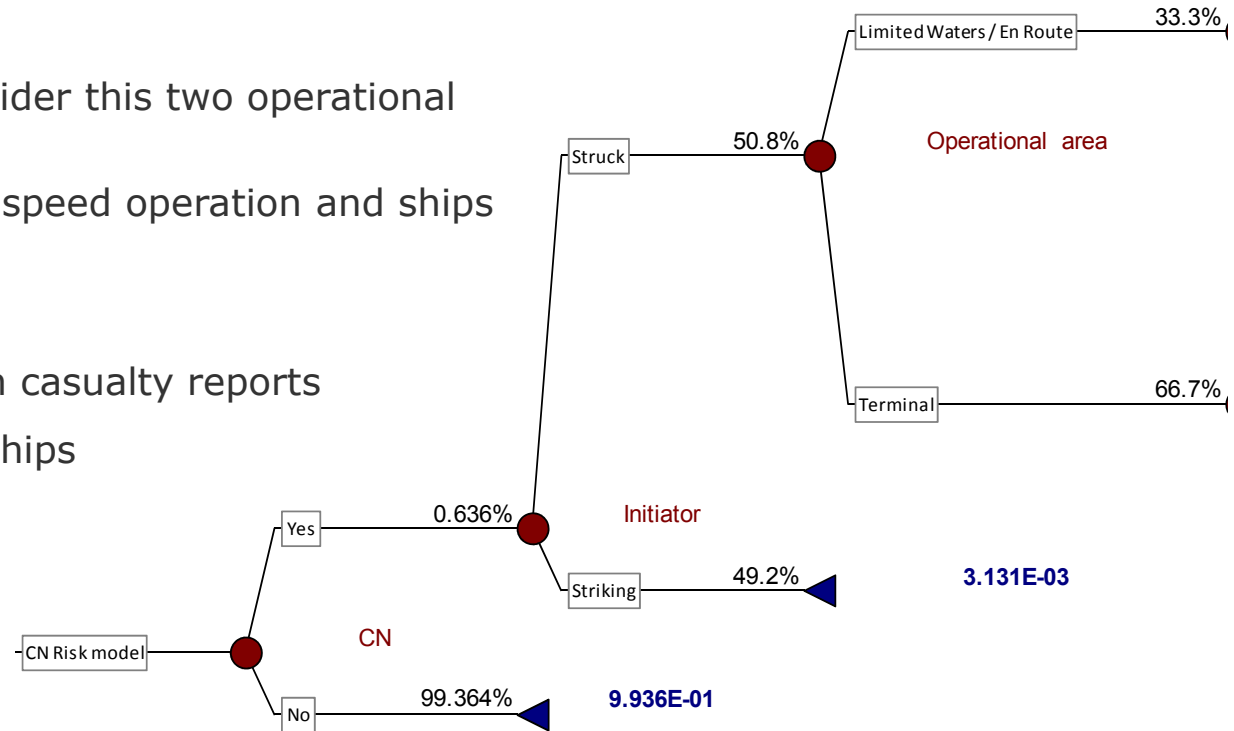 ider this two operational
speed operation and ships
n casualty reports
hips
Limited Waters / En Route 33.3%
Operational area
Struck 50.8%
Terminal 66.7%
Yes 0.636%
Initiator
Striking 49.2% 3.131E-03
CN Risk model
CN
No 99.364% 9.936E-01